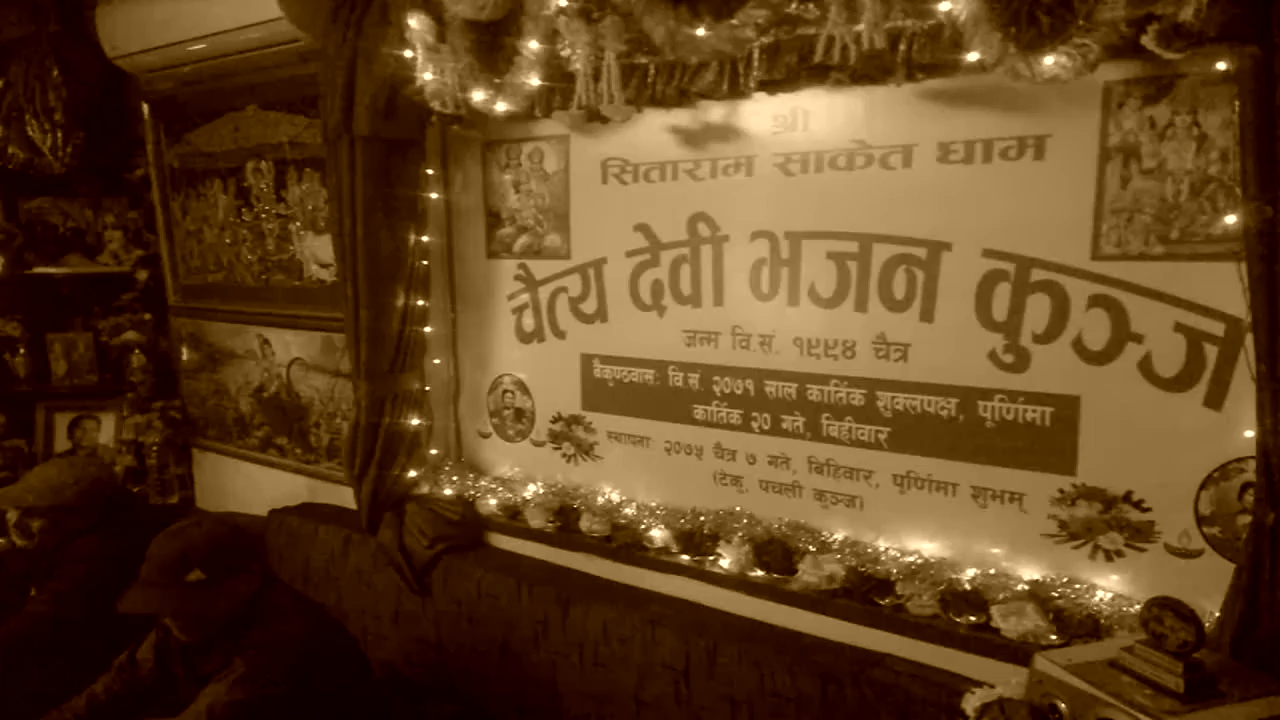 श्री
सिताराम साकेत धाम
चैत्य देवी भजन कुञ्ज
जन्म वि.सं. १९९४ चैत्र
बैकुण्ठवास: वि.सं. २०७१ साल कार्तिक शुक्लपक्ष, पूर्णिमा
कार्तिक २० गते, बिहीवार
स्थापना: २०७५ चैत्र ७ गते, बिहिवार, पूर्णिमा शुभम्
(टेकु, पचली कुञ्ज)